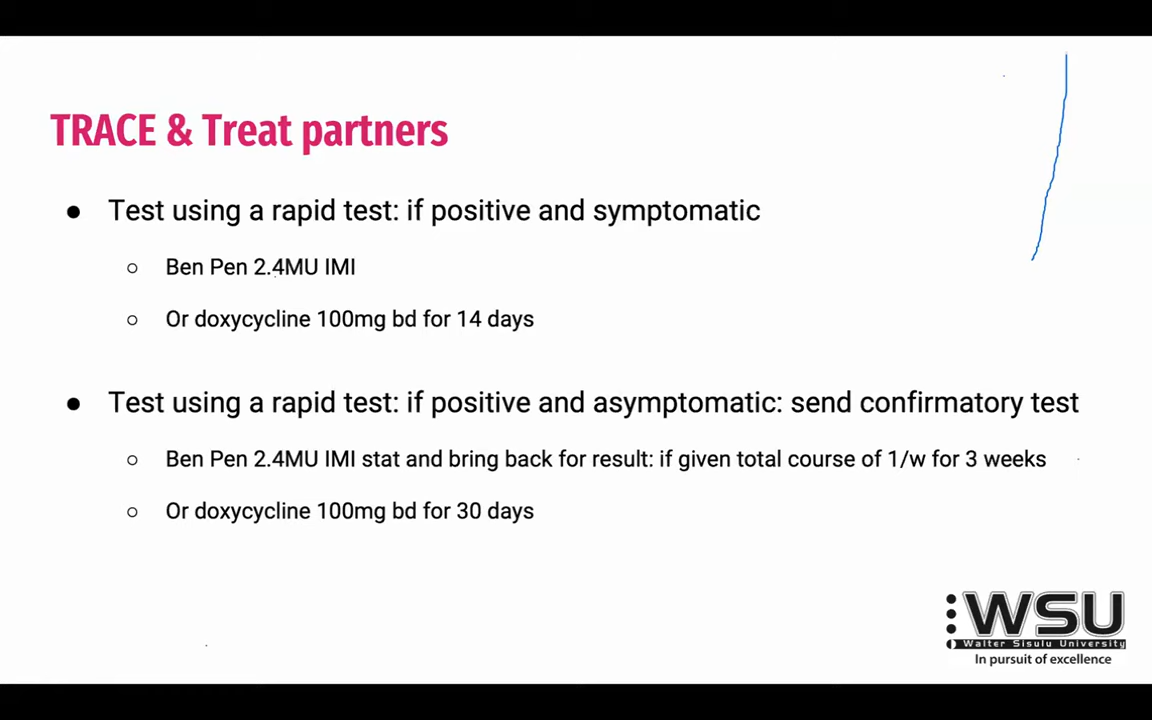 TRACE & Treat partners
● Test using a rapid test: if positive and symptomatic
○ Ben Pen 2.4MU IMI
○ Or doxycycline 100mg bd for 14 days
● Test using a rapid test: if positive and asymptomatic: send confirmatory test
○ Ben Pen 2.4MU IMI stat and bring back for result: if given total course of 1/w for 3 weeks
○ Or doxycycline 100mg bd for 30 days
WSU
Walter Sisulu University
In pursuit of excellence